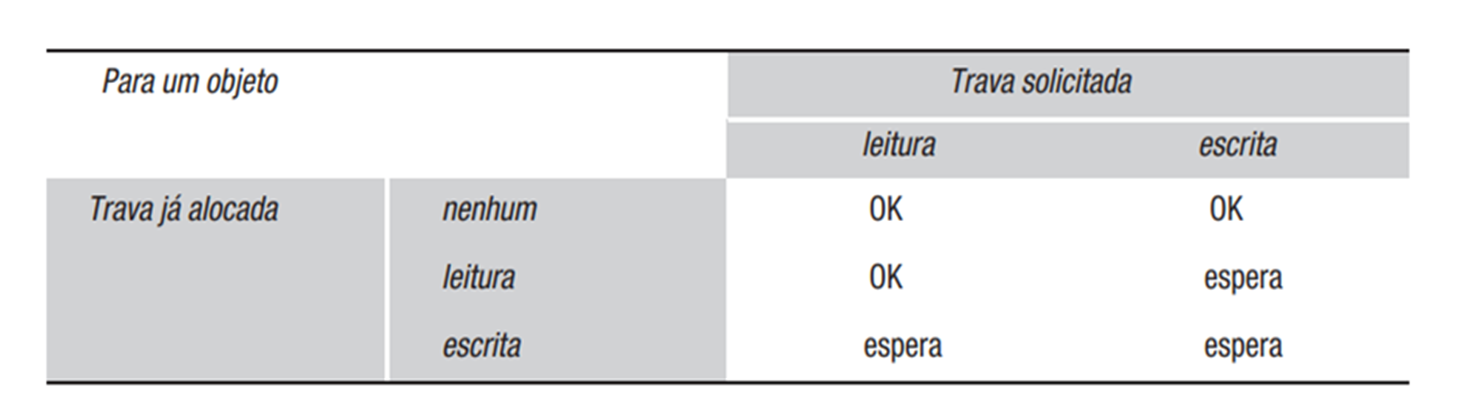 Para um objeto Trava solicitada
leitura escrita
Trava já alocada nenhum OK OK
leitura OK espera
escrita espera espera